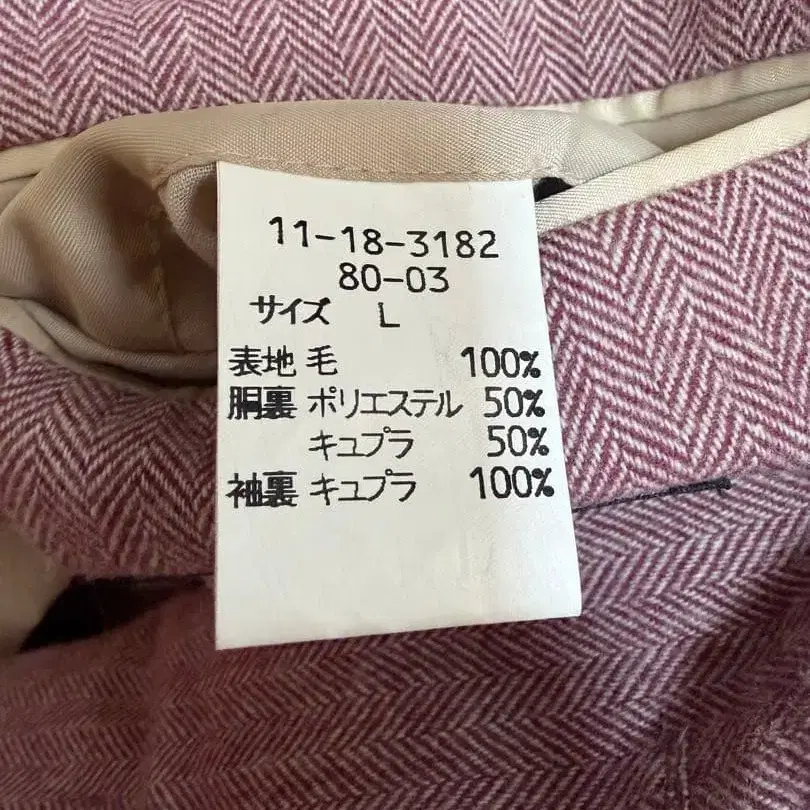 11-18-3182
80-03
サイズ L
表地 毛 100%
胴裏 ポリエステル 50%
キュプラ 50%
袖裏 キュプラ 100%